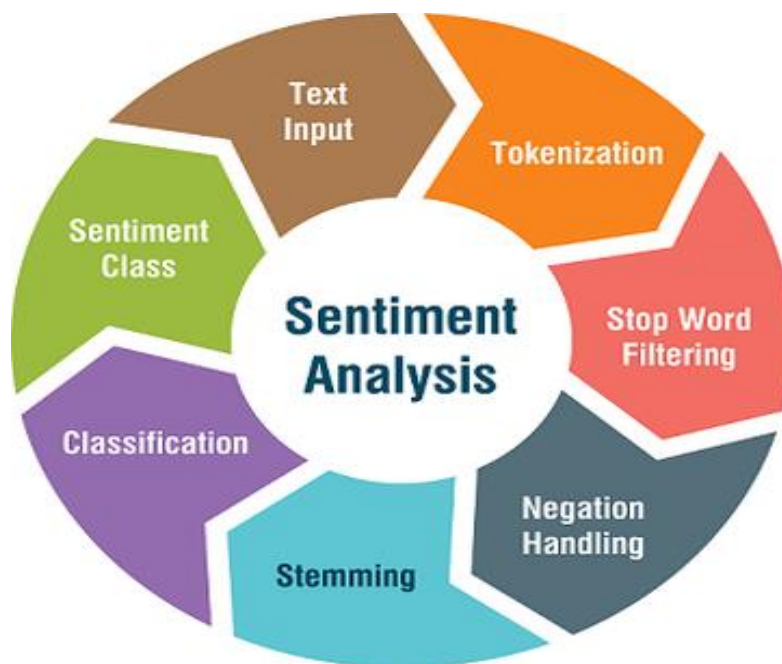 Text
Input
Tokenization
Stop Word
Filtering
Negation
Handling
Stemming
Classification
Sentiment
Class
Sentiment
Analysis